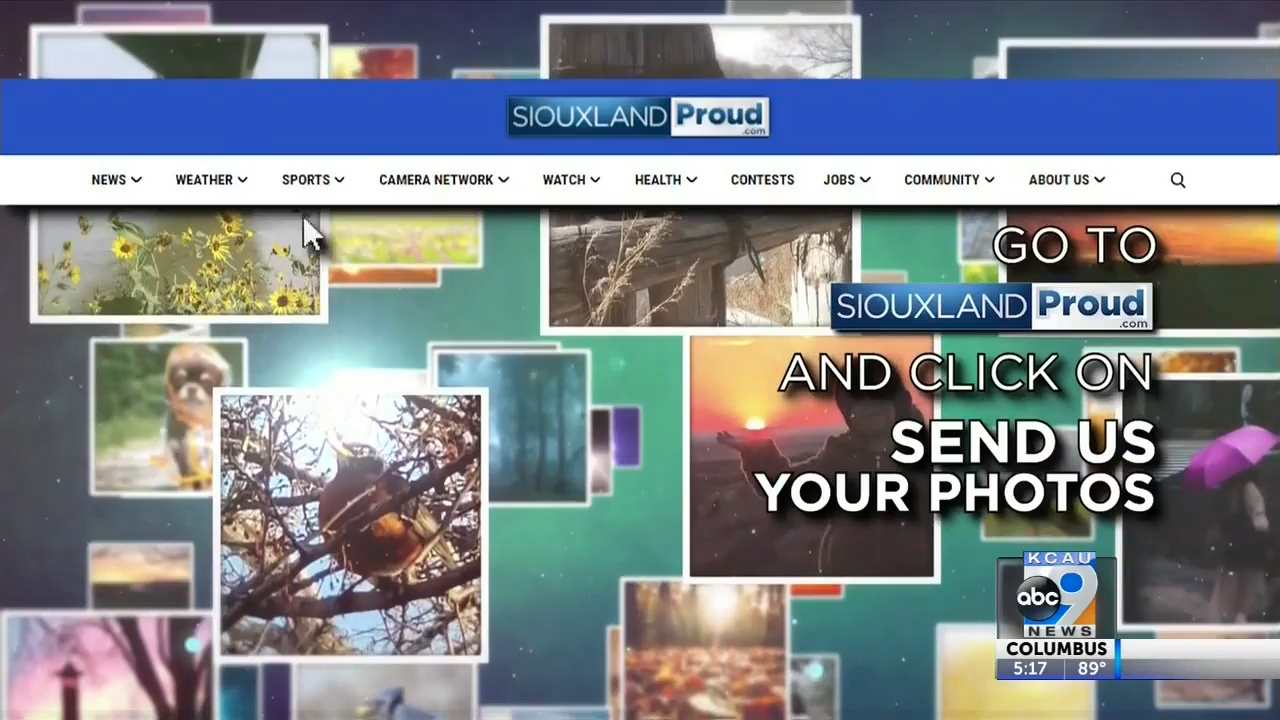 SIOUXLAND Proud
.com
NEWS WEATHER SPORTS CAMERA NETWORK WATCH HEALTH CONTESTS JOBS COMMUNITY ABOUT US
GO TO
SIOUXLAND Proud
.com
AND CLICK ON
SEND US
YOUR PHOTOS
KCAU
abc 9
NEWS
COLUMBUS
5:17 89°